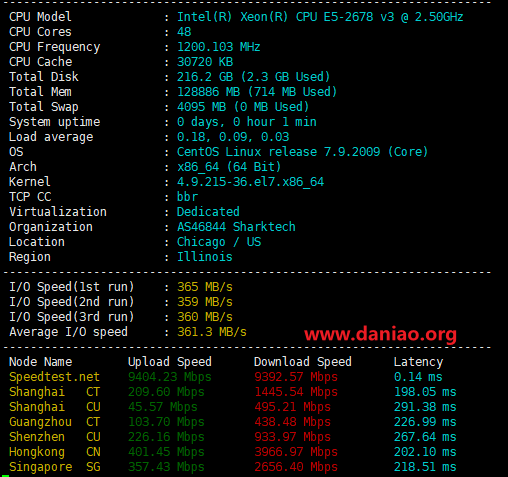 CPU Model : Intel(R) Xeon(R) CPU E5-2678 v3 @ 2.50GHz
CPU Cores : 48
CPU Frequency : 1200.103 MHz
CPU Cache : 30720 KB
Total Disk : 216.2 GB (2.3 GB Used)
Total Mem : 128886 MB (714 MB Used)
Total Swap : 4095 MB (0 MB Used)
System uptime : 0 days, 0 hour 1 min
Load average : 0.18, 0.09, 0.03
OS : CentOS Linux release 7.9.2009 (Core)
Arch : x86_64 (64 Bit)
Kernel : 4.9.215-36.el7.x86_64
TCP CC : bbr
Virtualization : Dedicated
Organization : AS46844 Sharktech
Location : Chicago / US
Region : Illinois
I/O Speed(1st run) : 365 MB/s
I/O Speed(2nd run) : 359 MB/s
I/O Speed(3rd run) : 360 MB/s
Average I/O speed : 361.3 MB/s
www.daniao.org
Node Name Upload Speed Download Speed Latency
Speedtest.net 9404.23 Mbps 9392.57 Mbps 0.14 ms
Shanghai CT 209.60 Mbps 1445.54 Mbps 198.05 ms
Shanghai CU 45.57 Mbps 495.21 Mbps 291.38 ms
Guangzhou CT 103.70 Mbps 438.48 Mbps 226.99 ms
Shenzhen CU 226.16 Mbps 933.97 Mbps 267.64 ms
Hongkong CN 401.45 Mbps 3966.97 Mbps 202.10 ms
Singapore SG 357.43 Mbps 2656.40 Mbps 218.51 ms